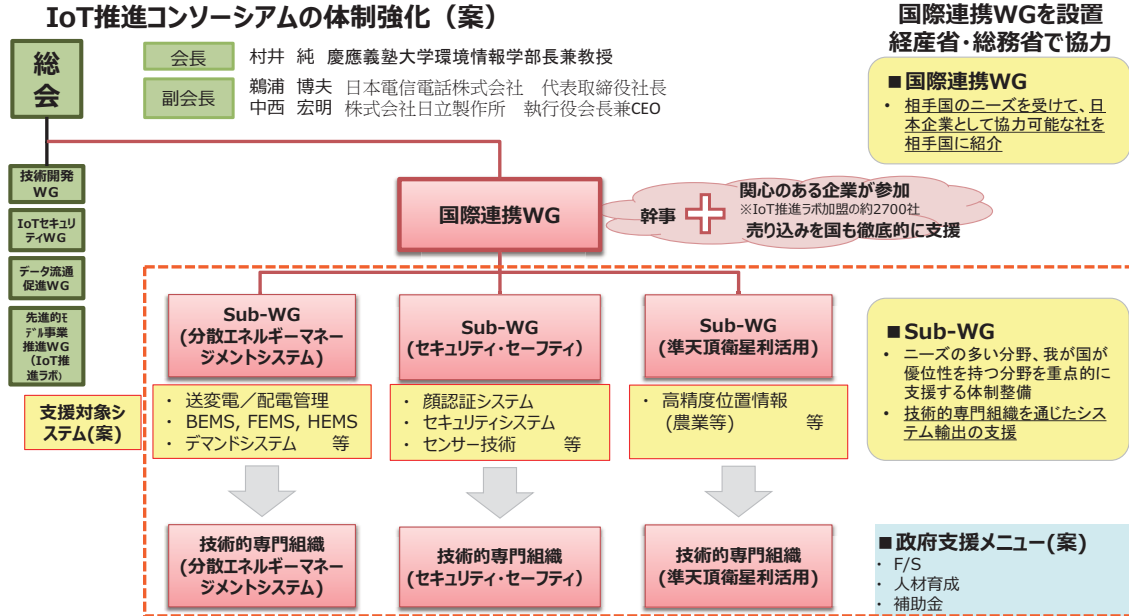 IoT推進コンソーシアムの体制強化（案）
総会
会長
村井 純 慶應義塾大学環境情報学部長兼教授
副会長
鵜浦 博夫 日本電信電話株式会社 代表取締役社長
中西 宏明 株式会社日立製作所 執行役会長兼CEO
国際連携WGを設置
経産省・総務省で協力
■国際連携WG
・ 相手国のニーズを受けて、日
本企業として協力可能な社を
相手国に紹介
技術開発
WG
IoTセキュリ
ティWG
データ流通
促進WG
先進的モ
デル事業
推進WG
（IoT推
進ラボ）
国際連携WG
幹事
関心のある企業が参加
※IoT推進ラボ加盟の約2700社
売り込みを国も徹底的に支援
Sub-WG
(分散エネルギーマネー
ジメントシステム)
Sub-WG
(セキュリティ・セーフティ)
Sub-WG
(準天頂衛星利活用)
■Sub-WG
・ ニーズの多い分野、我が国が
優位性を持つ分野を重点的に
支援する体制整備
・ 技術的専門組織を通じたシス
テム輸出の支援
支援対象シ
ステム(案)
・ 送変電／配電管理
・ BEMS, FEMS, HEMS
・ デマンドシステム 等
・ 顔認証システム
・ セキュリティシステム
・ センサー技術 等
・ 高精度位置情報
(農業等) 等
技術的専門組織
(分散エネルギーマネー
ジメントシステム)
技術的専門組織
(セキュリティ・セーフティ)
技術的専門組織
(準天頂衛星利活用)
■政府支援メニュー(案)
・ F/S
・ 人材育成
・ 補助金